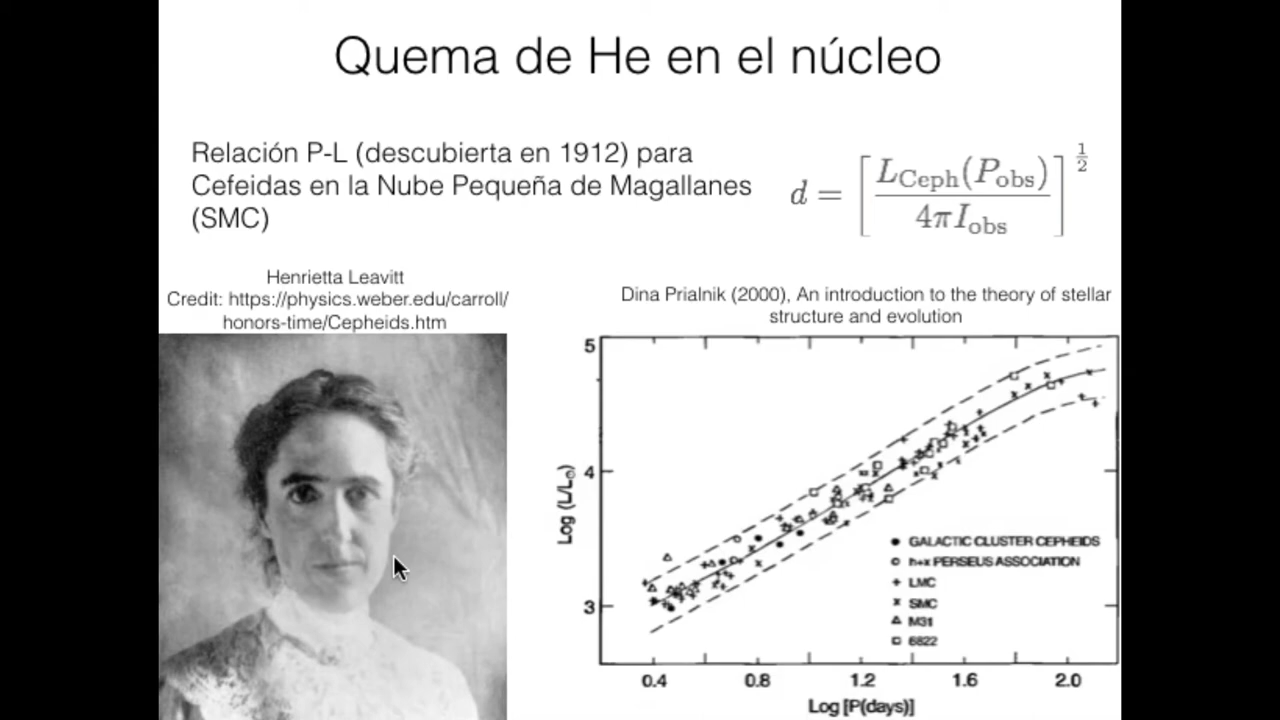 Quema de He en el núcleo
Relación P-L (descubierta en 1912) para
Cefeidas en la Nube Pequeña de Magallanes
(SMC)
d = [ L_Ceph(P_obs) / 4πI_obs ]^1/2
Henrietta Leavitt
Credit: https://physics.weber.edu/carroll/
honors-time/Cepheids.htm
Dina Prialnik (2000), An introduction to the theory of stellar
structure and evolution
5
4
3
Log (L/L⊙)
GALACTIC CLUSTER CEPHEIDS
h+x PERSEUS ASSOCIATION
LMC
SMC
M31
6822
0.4 0.8 1.2 1.6 2.0
Log [P(days)]